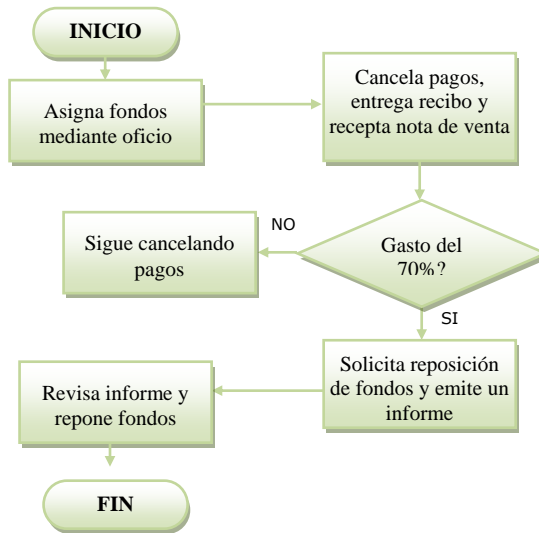 INICIO
Asigna fondos
mediante oficio
Cancela pagos,
entrega recibo y
recepta nota de venta
Gasto del
70%?
NO
Sigue cancelando
pagos
SI
Solicita reposición
de fondos y emite un
informe
Revisa informe y
repone fondos
FIN